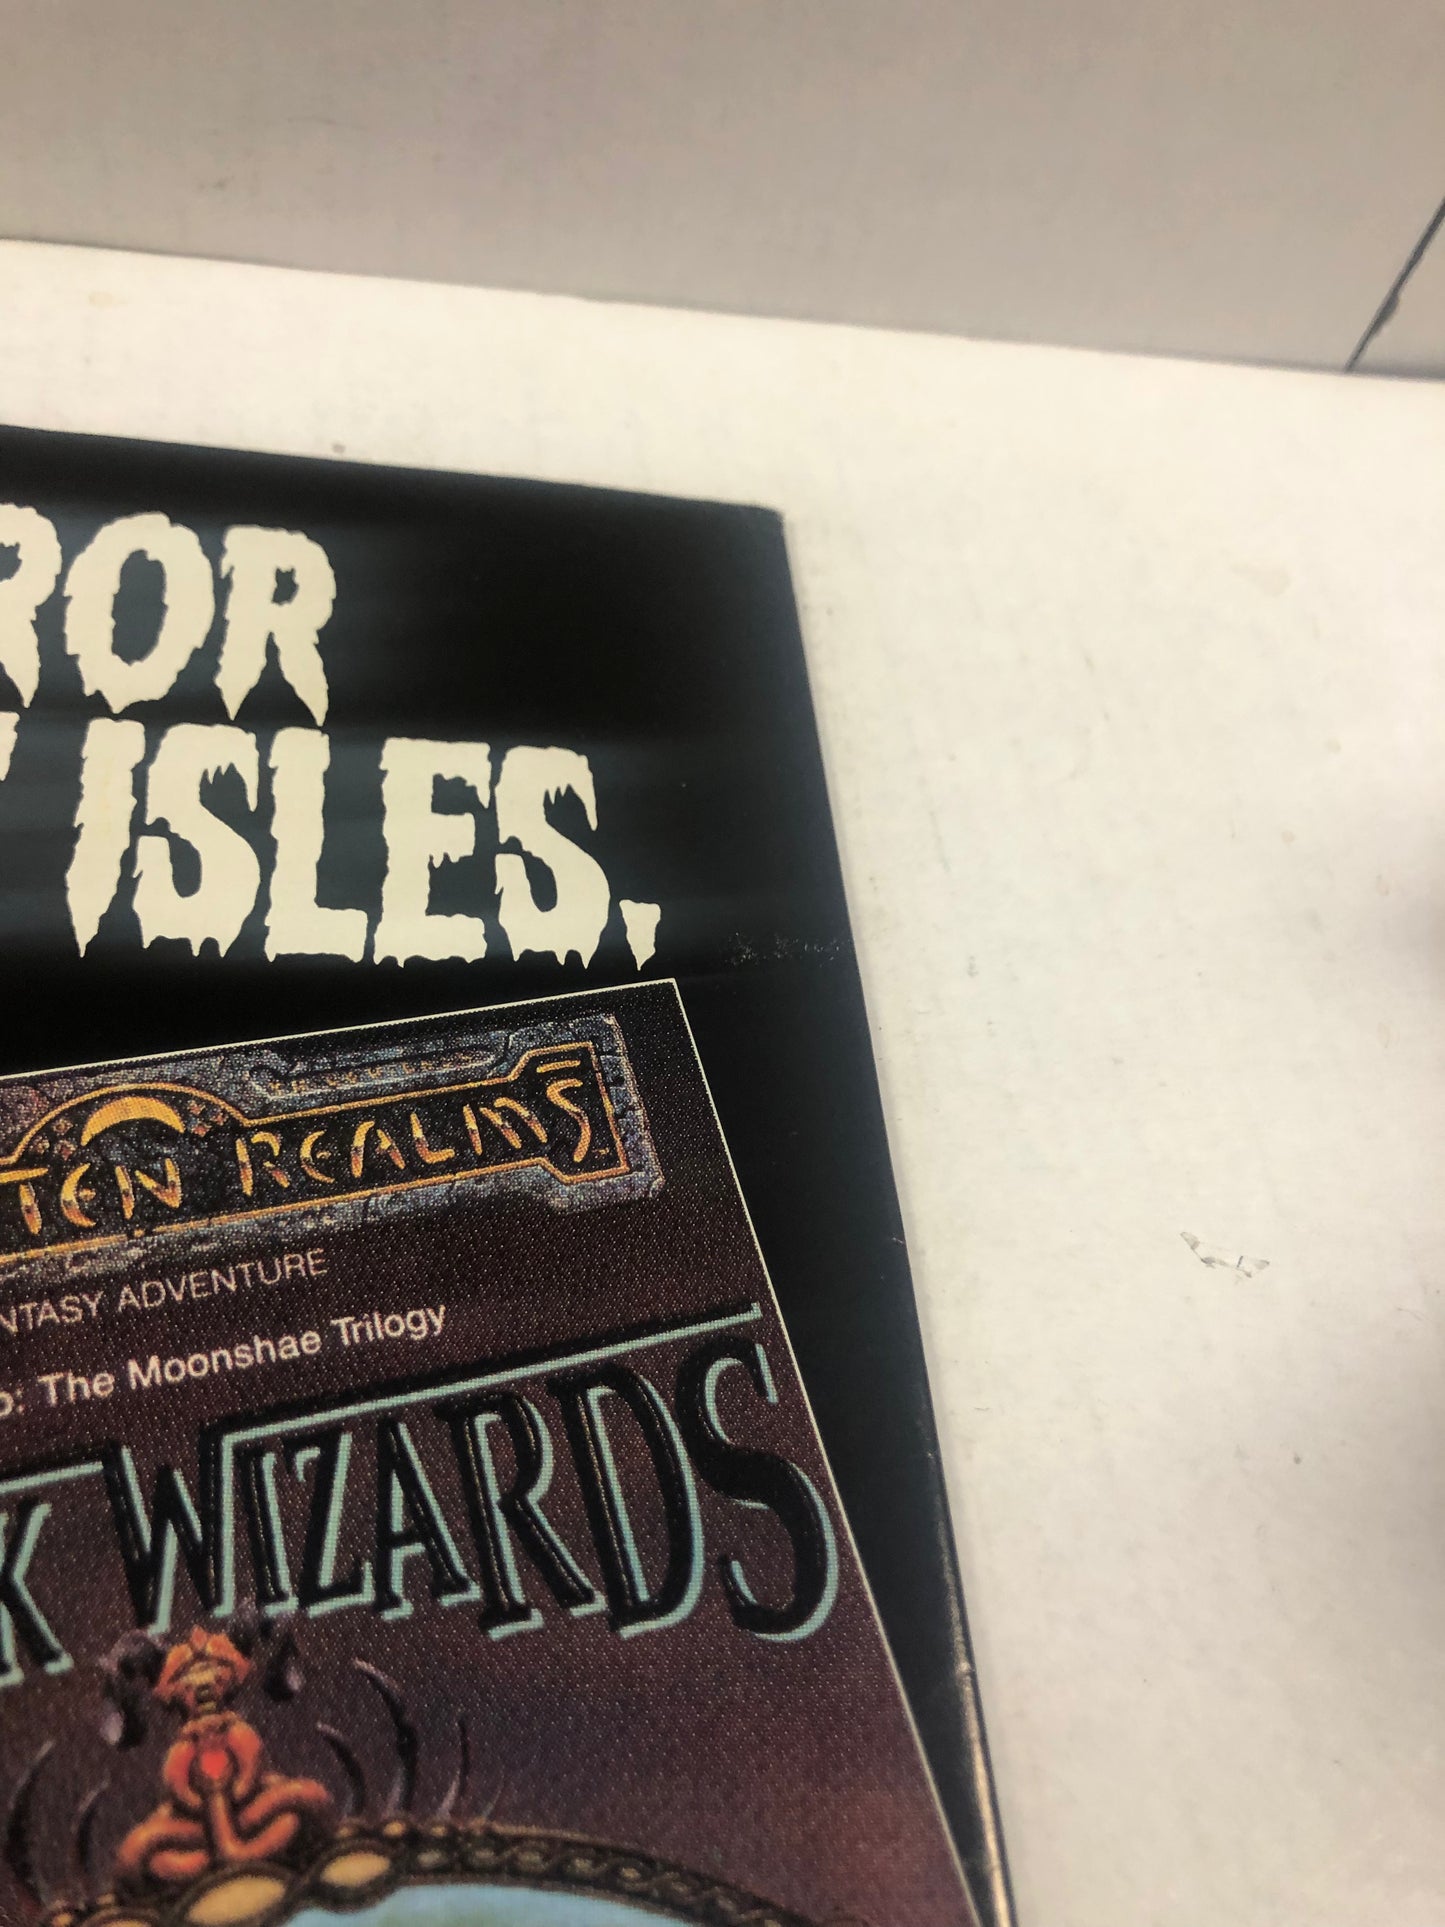 ROR
ISLES.
TEN REALMS
NTASY ADVENTURE
o: The Moonshae Trilogy
K WIZARDS